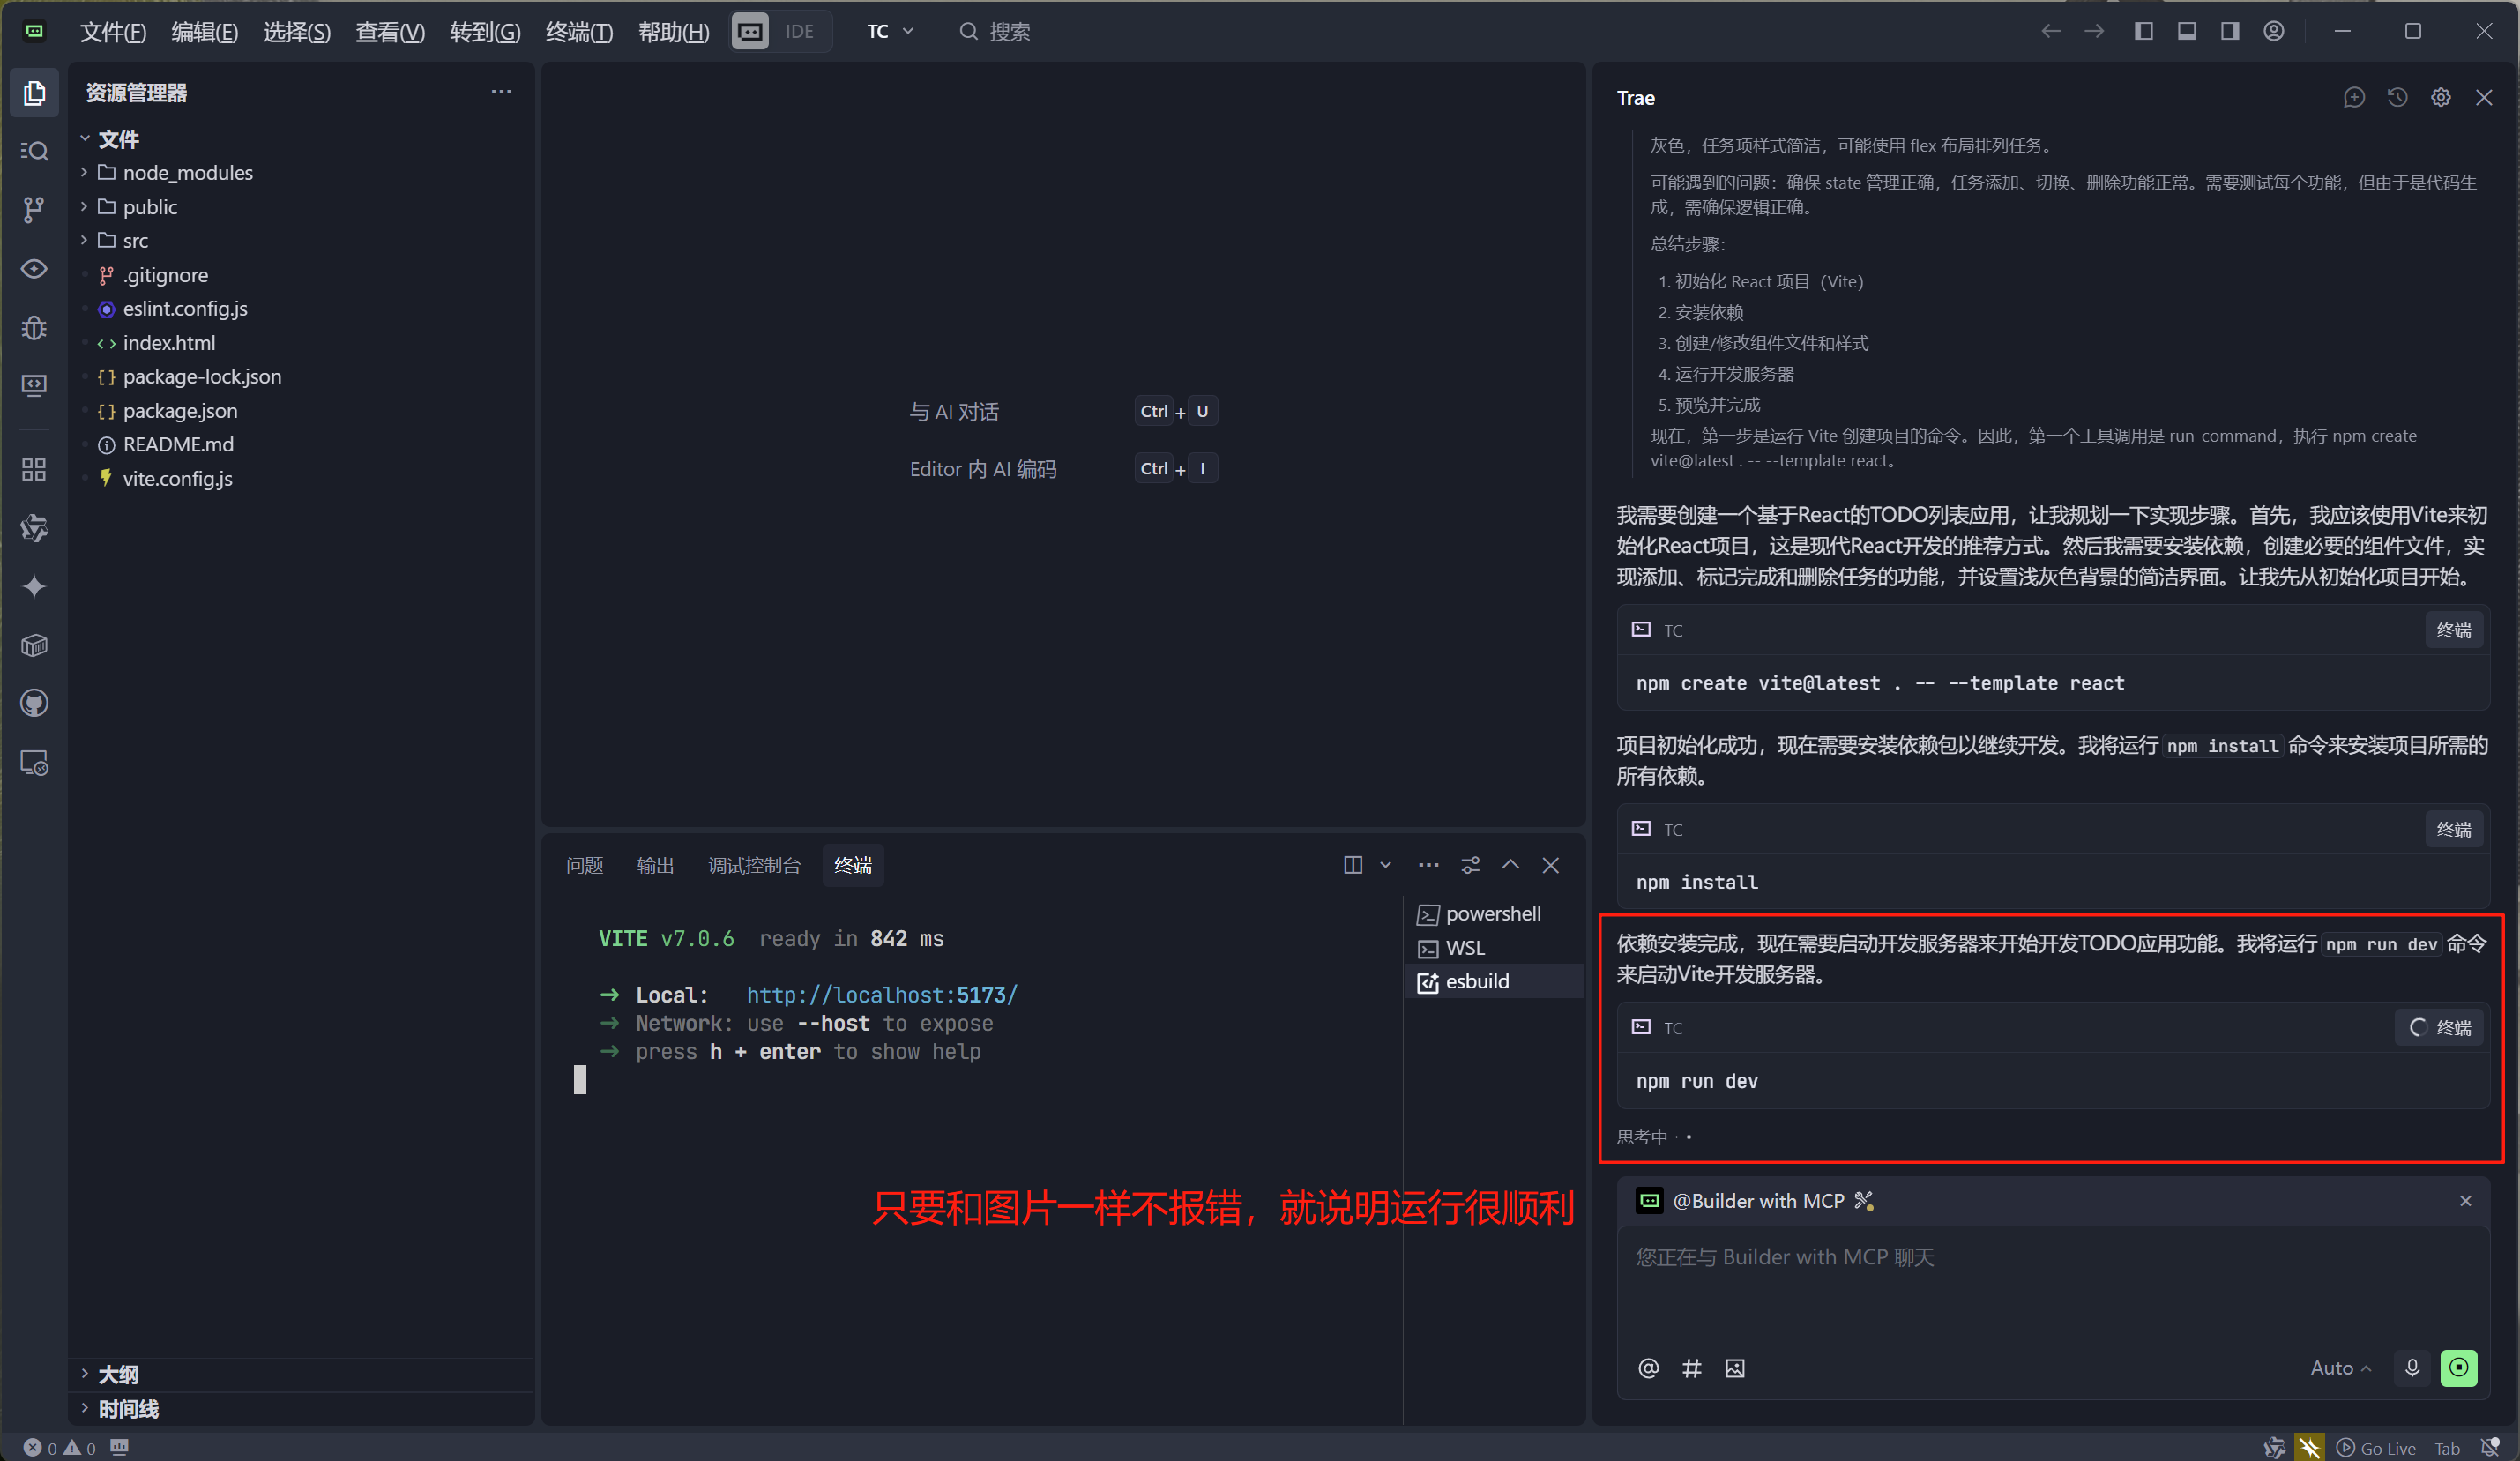 文件(F) 编辑(E) 选择(S) 查看(V) 转到(G) 终端(T) 帮助(H) IDE TC 搜索
资源管理器
文件
node_modules
public
src
.gitignore
eslint.config.js
index.html
package-lock.json
package.json
README.md
vite.config.js
大纲
时间线
与 AI 对话 Ctrl + U
Editor 内 AI 编码 Ctrl + I
问题 输出 调试控制台 终端
VITE v7.0.6 ready in 842 ms
➜ Local: http://localhost:5173/
➜ Network: use --host to expose
➜ press h + enter to show help
powershell
WSL
esbuild
只要和图片一样不报错，就说明运行很顺利
Trae
灰色，任务项样式简洁，可能使用 flex 布局排列任务。
可能遇到的问题：确保 state 管理正确，任务添加、切换、删除功能正常。需要测试每个功能，但由于是代码生
成，需确保逻辑正确。
总结步骤：
1. 初始化 React 项目（Vite）
2. 安装依赖
3. 创建/修改组件文件和样式
4. 运行开发服务器
5. 预览并完成
现在，第一步是运行 Vite 创建项目的命令。因此，第一个工具调用是 run_command，执行 npm create
vite@latest . -- --template react。
我需要创建一个基于React的TODO列表应用，让我规划一下实现步骤。首先，我应该使用Vite来初
始化React项目，这是现代React开发的推荐方式。然后我需要安装依赖，创建必要的组件文件，实
现添加、标记完成和删除任务的功能，并设置浅灰色背景的简洁界面。让我先从初始化项目开始。
TC 终端
npm create vite@latest . -- --template react
项目初始化成功，现在需要安装依赖包以继续开发。我将运行 npm install 命令来安装项目所需的
所有依赖。
TC 终端
npm install
依赖安装完成，现在需要启动开发服务器来开始开发TODO应用功能。我将运行 npm run dev 命令
来启动Vite开发服务器。
TC 终端
npm run dev
思考中 · •
@Builder with MCP
您正在与 Builder with MCP 聊天
@ # Auto
0 0 Go Live Tab